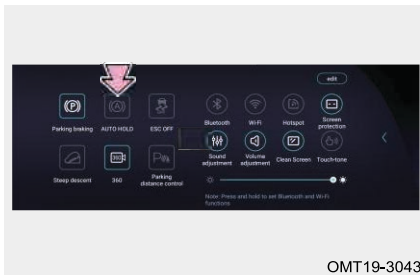 edit
Parking braking
AUTO HOLD
ESC OFF
Bluetooth
Wi-Fi
Hotspot
Screen
protection
Steep descent
360
Parking
distance control
Sound
adjustment
Volume
adjustment
Clean Screen
Touch-tone
Note: Press and hold to set Bluetooth and Wi-Fi
functions
OMT19-3043